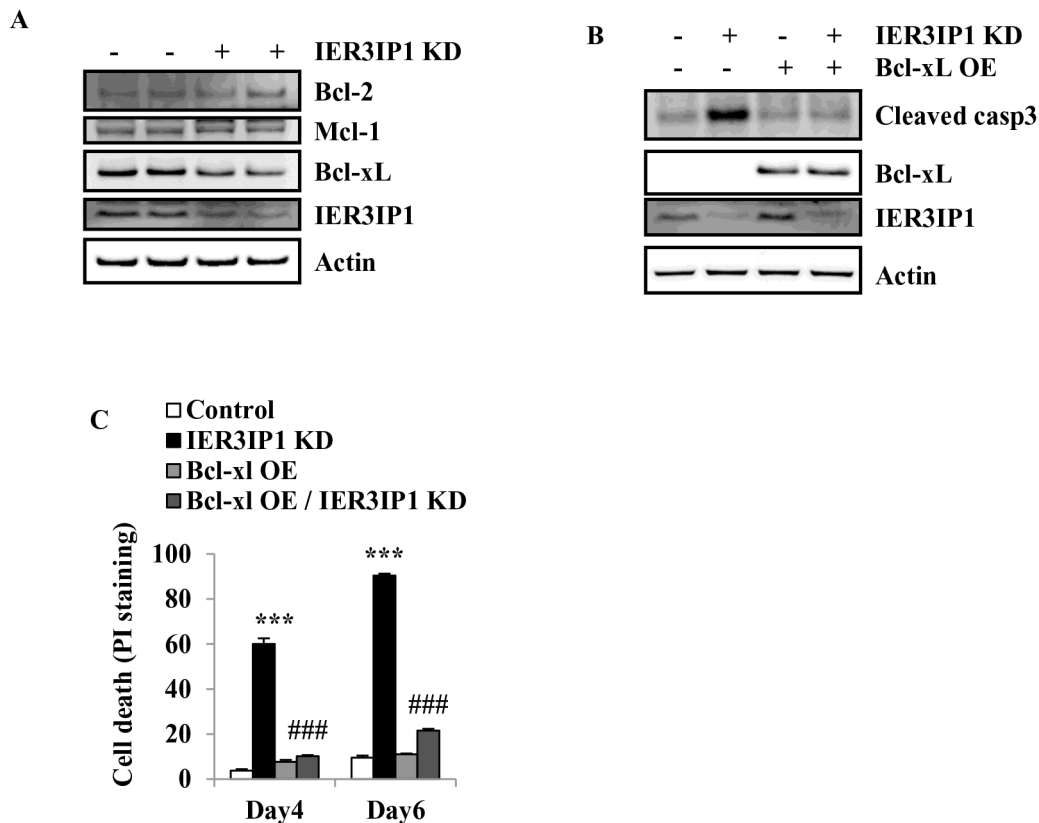 A
- - + + IER3IP1 KD
Bcl-2
Mcl-1
Bcl-xL
IER3IP1
Actin
B
- + - + IER3IP1 KD
- - + + Bcl-xL OE
Cleaved casp3
Bcl-xL
IER3IP1
Actin
C
Control
IER3IP1 KD
Bcl-xl OE
Bcl-xl OE / IER3IP1 KD
Cell death (PI staining)
100
80
60
40
20
0
***
###
***
###
Day4
Day6